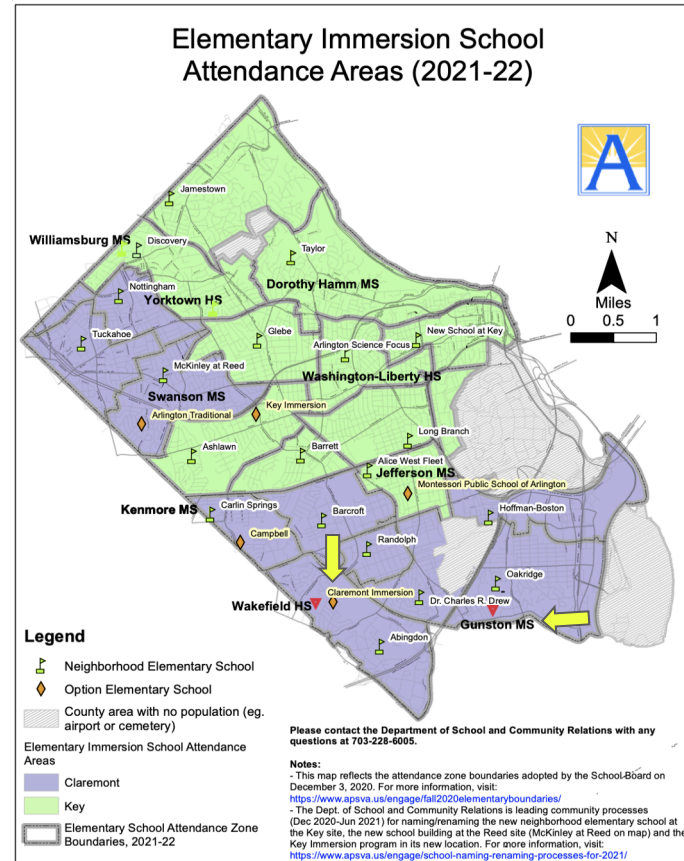 Elementary Immersion School
Attendance Areas (2021-22)
A
Jamestown
Williamsburg MS
Discovery
Taylor
N
Nottingham
Yorktown HS
Dorothy Hamm MS
Miles
0 0.5 1
Tuckahoe
Glebe
Arlington Science Focus
New School at Key
McKinley at Reed
Washington-Liberty HS
Swanson MS
Arlington Traditional
Key Immersion
Long Branch
Ashlawn
Barrett
Alice West Fleet
Jefferson MS
Montessori Public School of Arlington
Kenmore MS
Carlin Springs
Barcroft
Hoffman-Boston
Campbell
Randolph
Oakridge
Claremont Immersion
Wakefield HS
Dr. Charles R. Drew
Gunston MS
Abingdon
Legend
Neighborhood Elementary School
Option Elementary School
County area with no population (eg.
airport or cemetery)
Elementary Immersion School Attendance
Areas
Claremont
Key
Elementary School Attendance Zone
Boundaries, 2021-22
Please contact the Department of School and Community Relations with any
questions at 703-228-6005.
Notes:
- This map reflects the attendance zone boundaries adopted by the School Board on
December 3, 2020. For more information, visit:
https://www.apsva.us/engage/fall2020elementaryboundaries/
- The Dept. of School and Community Relations is leading community processes
(Dec 2020-Jun 2021) for naming/renaming the new neighborhood elementary school at
the Key site, the new school building at the Reed site (McKinley at Reed on map) and the
Key Immersion program in its new location. For more information, visit:
https://www.apsva.us/engage/school-naming-renaming-processes-for-2021/